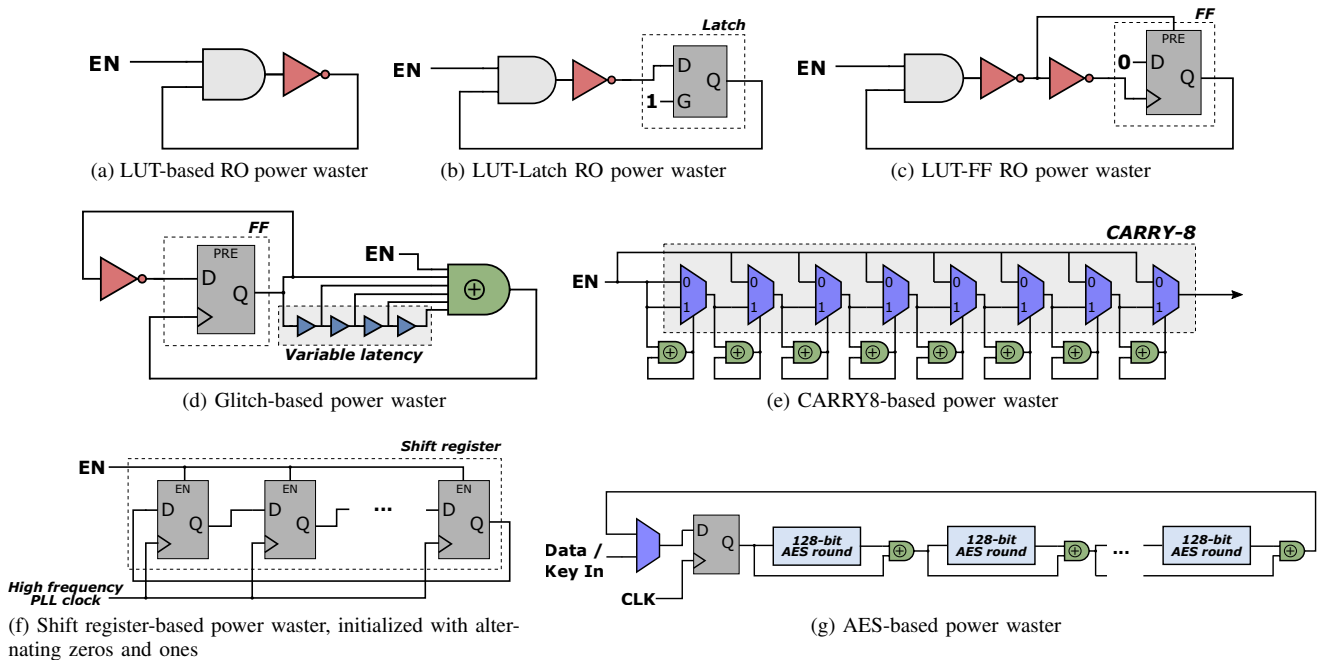 EN
(a) LUT-based RO power waster
Latch
EN
D
Q
1
G
(b) LUT-Latch RO power waster
FF
PRE
EN
0
D
Q
(c) LUT-FF RO power waster
FF
PRE
D
Q
EN
Variable latency
(d) Glitch-based power waster
CARRY-8
EN
0 0 0 0 0 0 0 0
1 1 1 1 1 1 1 1
(e) CARRY8-based power waster
Shift register
EN
EN EN EN
D D ... D
Q Q Q
High frequency
PLL clock
(f) Shift register-based power waster, initialized with alter-
nating zeros and ones
Data /
Key In
CLK
D
Q
128-bit
AES round
128-bit
AES round
...
128-bit
AES round
(g) AES-based power waster